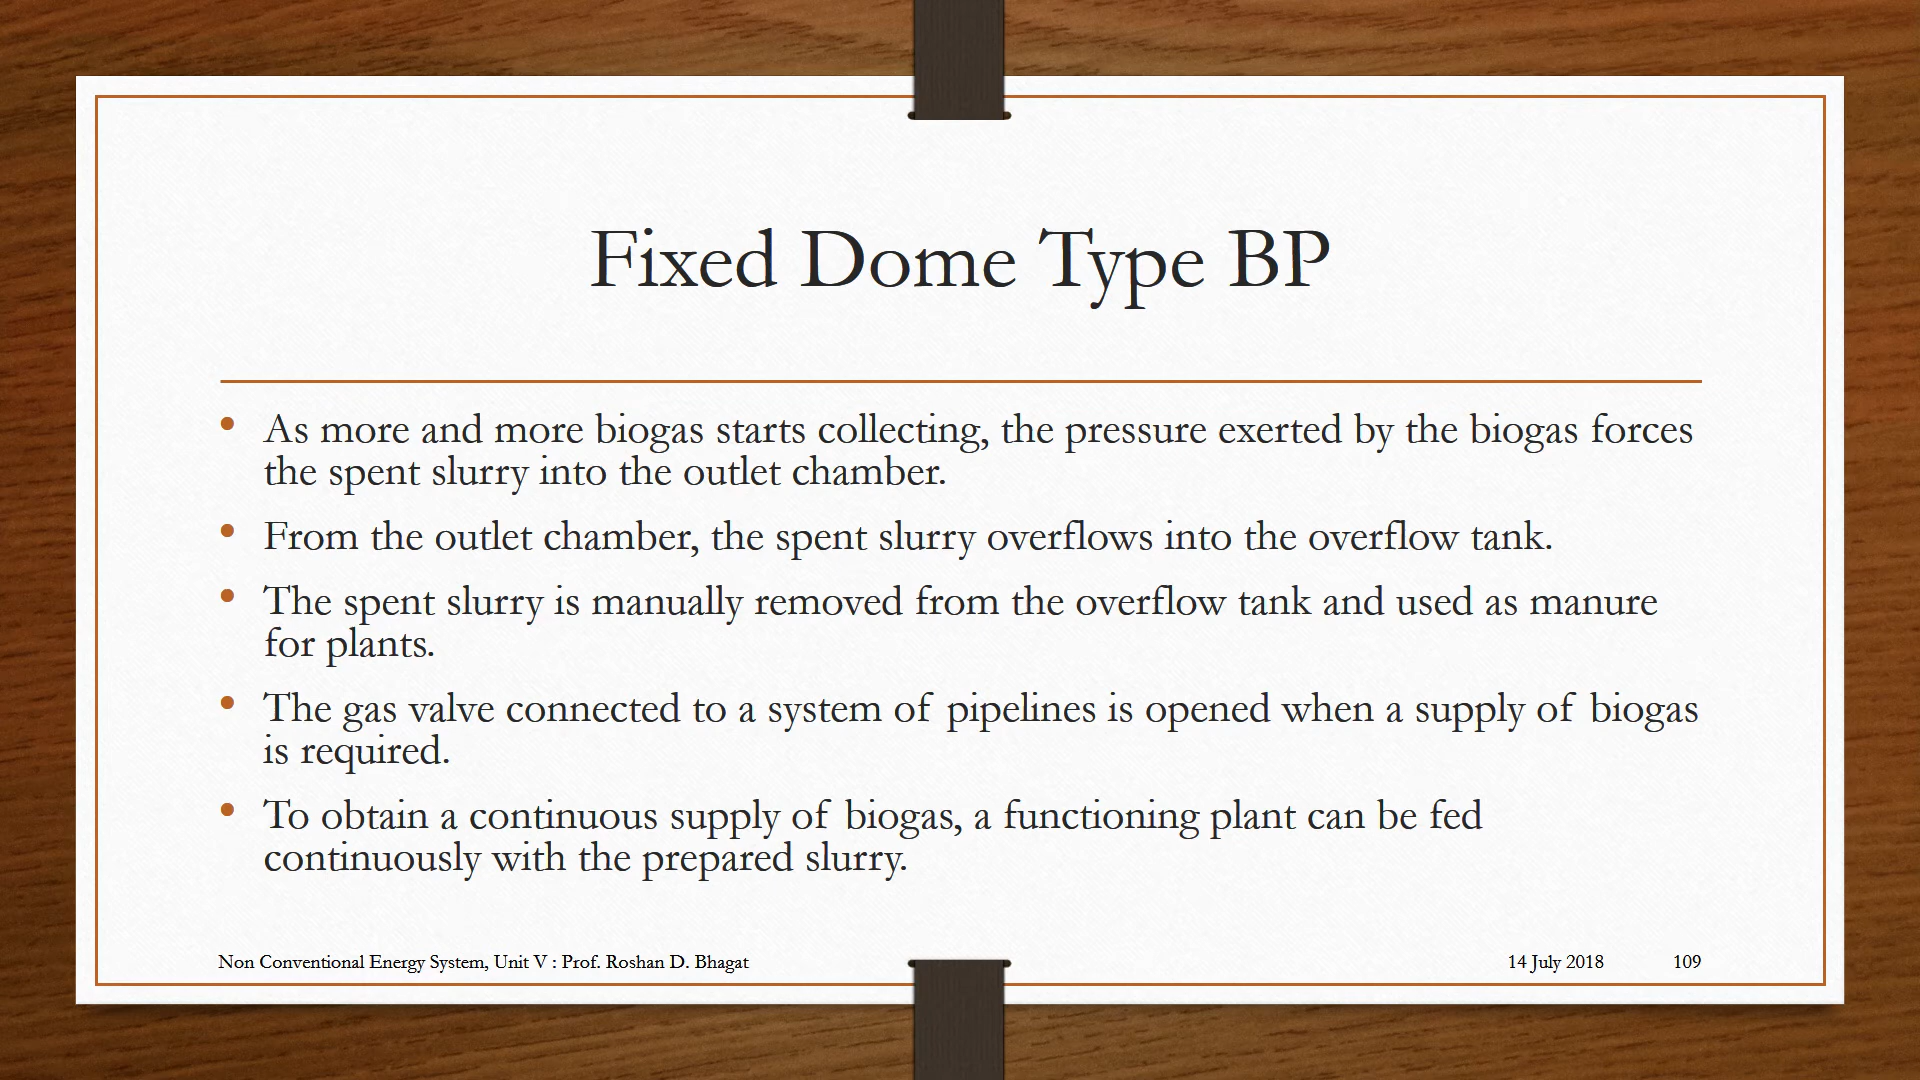 Fixed Dome Type BP
• As more and more biogas starts collecting, the pressure exerted by the biogas forces
the spent slurry into the outlet chamber.
• From the outlet chamber, the spent slurry overflows into the overflow tank.
• The spent slurry is manually removed from the overflow tank and used as manure
for plants.
• The gas valve connected to a system of pipelines is opened when a supply of biogas
is required.
• To obtain a continuous supply of biogas, a functioning plant can be fed
continuously with the prepared slurry.
Non Conventional Energy System, Unit V : Prof. Roshan D. Bhagat
14 July 2018
109